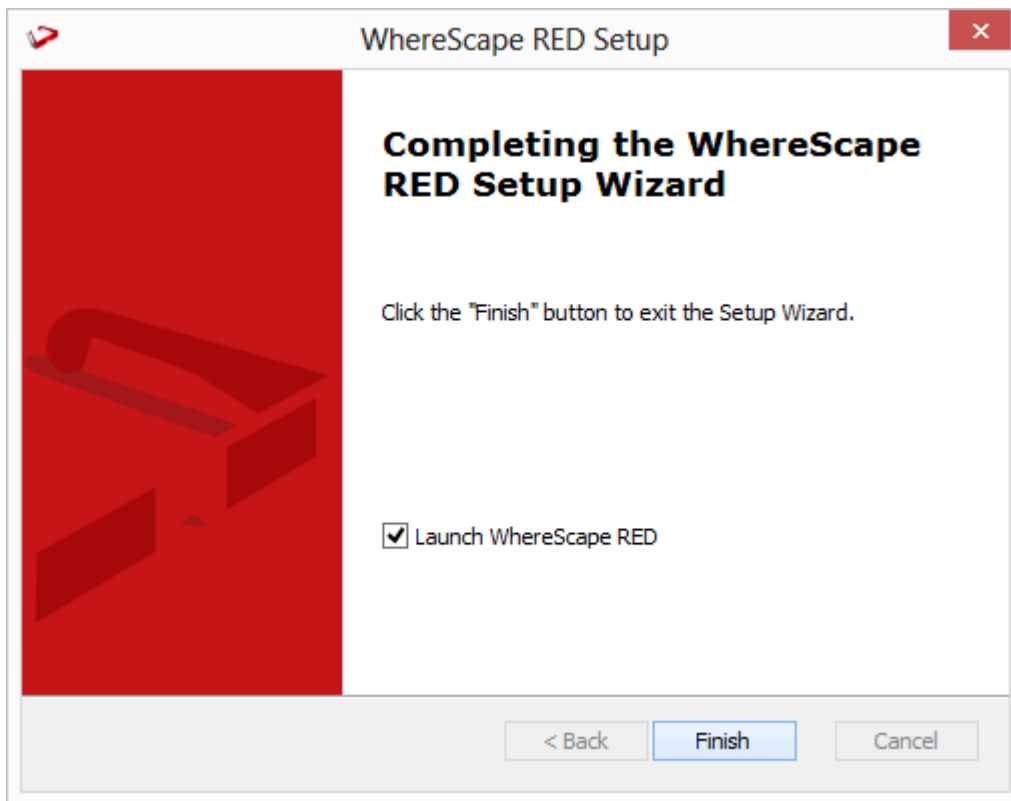 WhereScape RED Setup
Completing the WhereScape
RED Setup Wizard
Click the "Finish" button to exit the Setup Wizard.
Launch WhereScape RED
< Back Finish Cancel